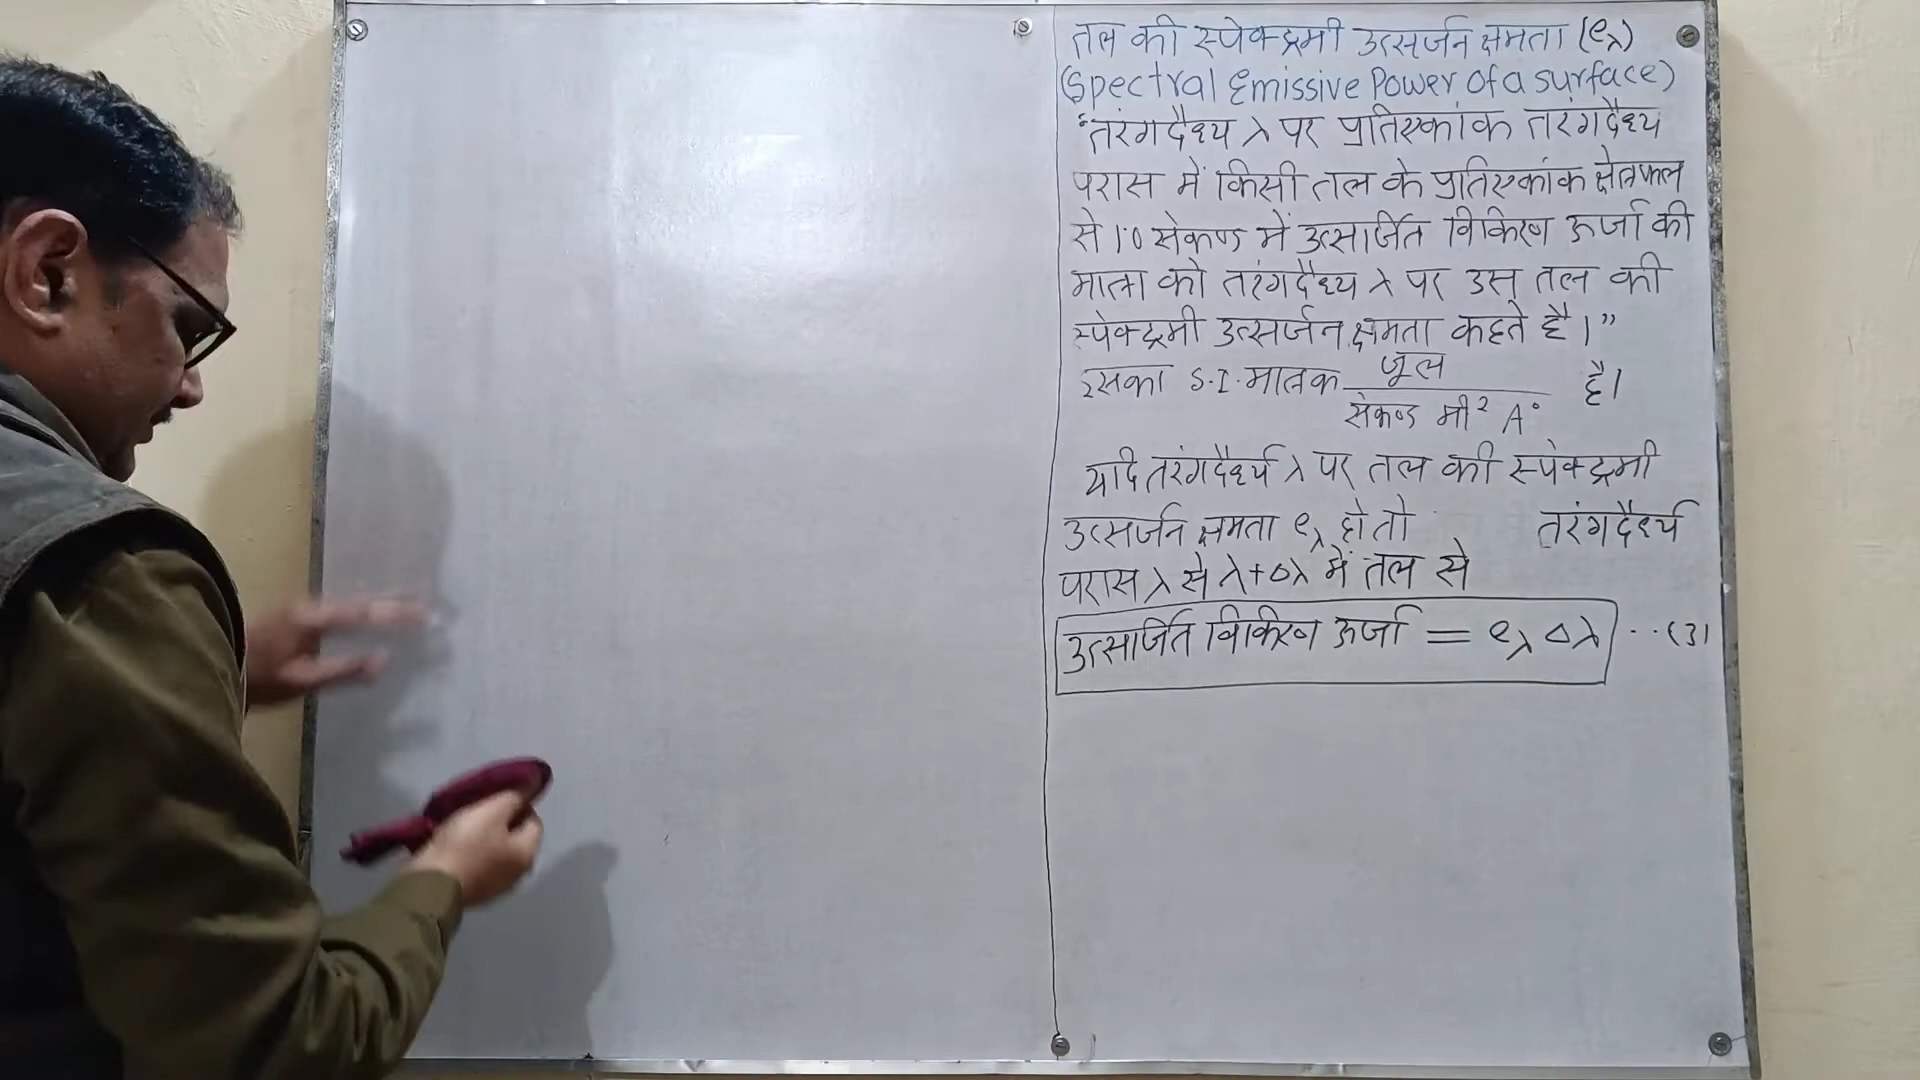 तल की स्पेक्ट्रमी उत्सर्जन क्षमता (eλ)
(Spectral Emissive Power of a surface)
“तरंगदैध्य λ पर प्रतिएकांक तरंगदैध्य
परास में किसी तल के प्रतिएकांक क्षेत्रफल
से 1.0 सेकण्ड में उत्सर्जित विकिरण ऊर्जा की
मात्रा को तरंगदैध्य λ पर उस तल की
स्पेक्ट्रमी उत्सर्जन क्षमता कहते है।”
इसका S.I. मात्रक जूल / सेकण्ड मी² A° है।
यदि तरंगदैर्ध्य λ पर तल की स्पेक्ट्रमी
उत्सर्जन क्षमता eλ हो तो तरंगदैर्ध्य
परास λ से λ+Δλ में तल से
उत्सर्जित विकिरण ऊर्जा = eλ Δλ ...(3)